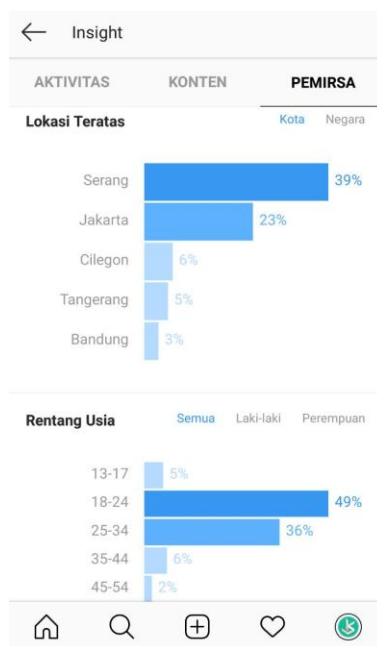 Insight
AKTIVITAS KONTEN PEMIRSA
Lokasi Teratas Kota Negara
Serang 39%
Jakarta 23%
Cilegon 6%
Tangerang 5%
Bandung 3%
Rentang Usia Semua Laki-laki Perempuan
13-17 5%
18-24 49%
25-34 36%
35-44 6%
45-54 2%